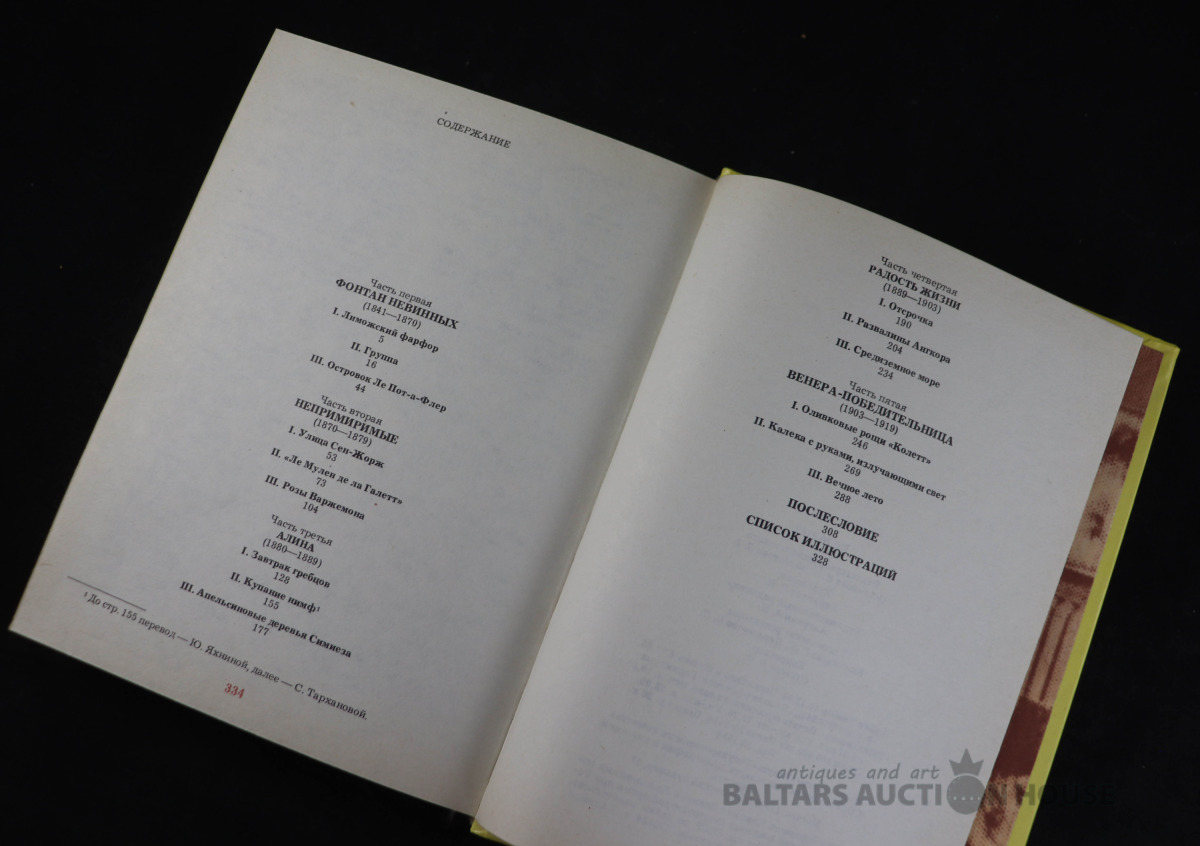 СОДЕРЖАНИЕ
Часть первая
ФОНТАН НЕВИННЫХ
(1841—1870)
I. Лиможский фарфор
5
II. Группа
16
III. Островок Ле Пот-а-Флер
44
Часть вторая
НЕПРИМИРИМЫЕ
(1870—1879)
I. Улица Сен-Жорж
53
II. «Ле Мулен де ла Галетт»
73
III. Розы Варжемона
104
Часть третья
АЛИНА
(1880—1889)
I. Завтрак гребцов
128
II. Купание нимф¹
155
III. Апельсиновые деревья Симиеза
177
¹ До стр. 155 перевод — Ю. Яхниной, далее — С. Тархановой.
334
Часть четвертая
РАДОСТЬ ЖИЗНИ
(1889—1903)
I. Отсрочка
190
II. Развалины Ангкора
204
III. Средиземное море
234
Часть пятая
ВЕНЕРА-ПОБЕДИТЕЛЬНИЦА
(1903—1919)
I. Оливковые рощи «Колетт»
246
II. Калека с руками, излучающими свет
269
III. Вечное лето
288
ПОСЛЕСЛОВИЕ
308
СПИСОК ИЛЛЮСТРАЦИЙ
328
antiques and art
BALTARS AUCTION HOUSE